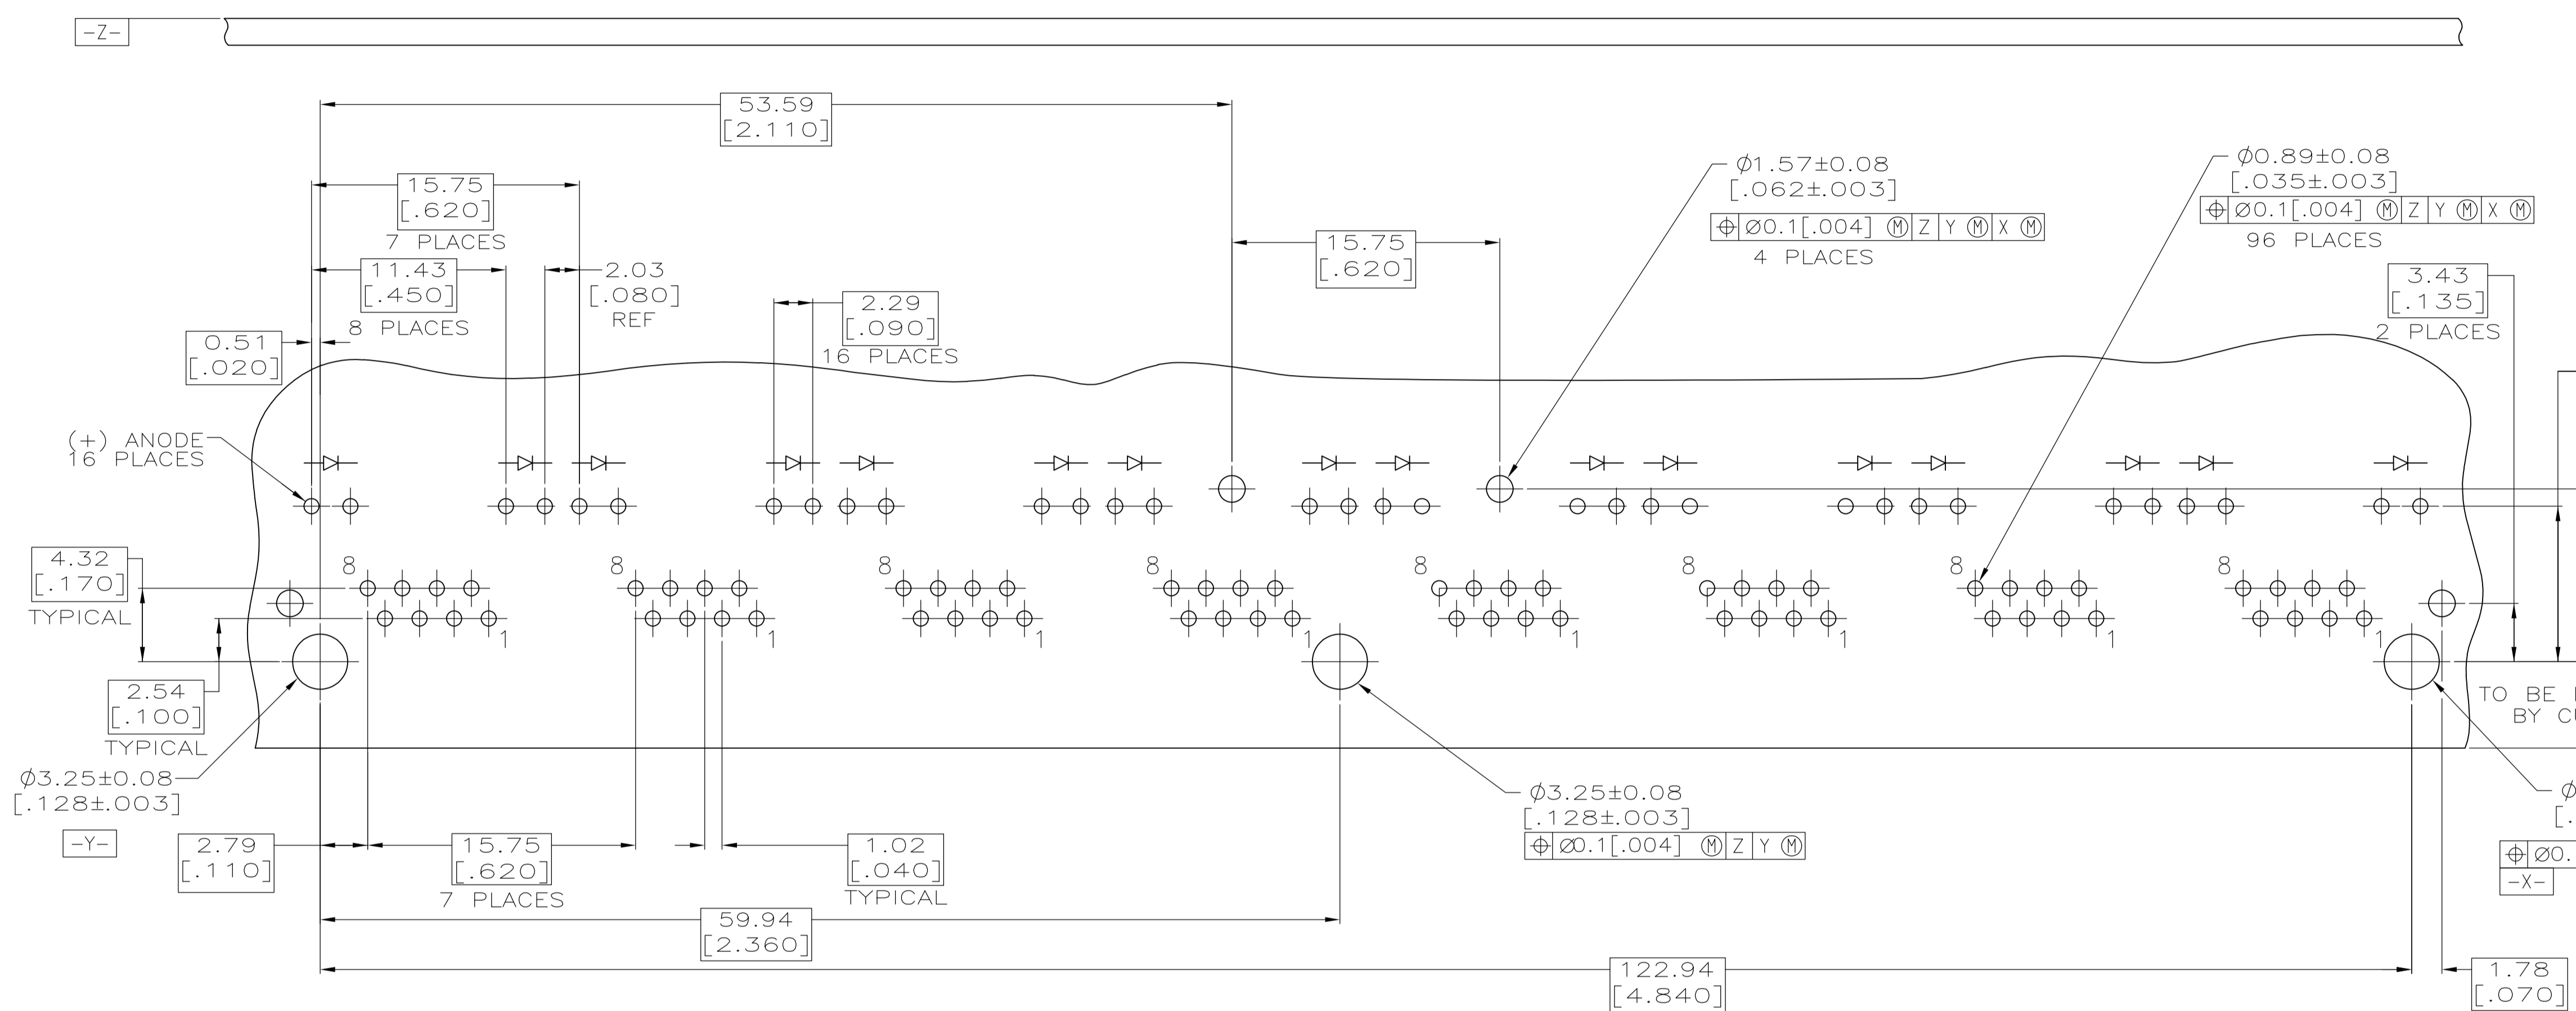 -Z-
53.59
[2.110]
15.75
[.620]
7 PLACES
11.43
[.450]
8 PLACES
2.03
[.080]
REF
2.29
[.090]
16 PLACES
0.51
[.020]
15.75
[.620]
Ø1.57±0.08
[.062±.003]
⌖ Ø0.1[.004] Ⓜ Z Y Ⓜ X Ⓜ
4 PLACES
Ø0.89±0.08
[.035±.003]
⌖ Ø0.1[.004] Ⓜ Z Y Ⓜ X Ⓜ
96 PLACES
3.43
[.135]
2 PLACES
(+) ANODE
16 PLACES
4.32
[.170]
TYPICAL
8 8 8 8 8 8 8 8
1 1 1 1 1 1 1 1
2.54
[.100]
TYPICAL
Ø3.25±0.08
[.128±.003]
-Y-
2.79
[.110]
15.75
[.620]
7 PLACES
1.02
[.040]
TYPICAL
Ø3.25±0.08
[.128±.003]
⌖ Ø0.1[.004] Ⓜ Z Y Ⓜ
TO BE
BY
Ø
[.
⌖ Ø0.
-X-
59.94
[2.360]
122.94
[4.840]
1.78
[.070]